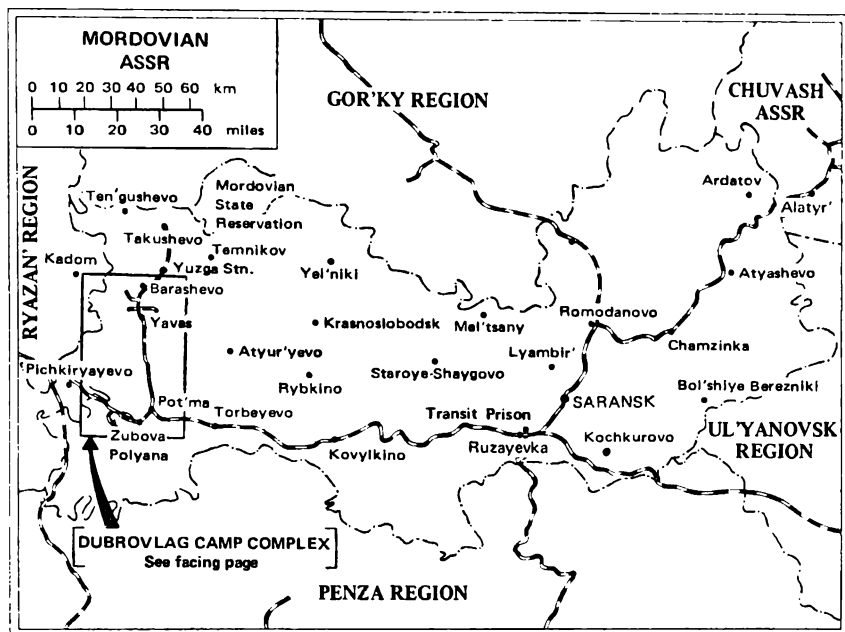 MORDOVIAN
ASSR
0 10 20 30 40 50 60 km
0 10 20 30 40 miles
GOR'KY REGION
CHUVASH
ASSR
RYAZAN' REGION
Ten'gushevo
Mordovian
State
Reservation
Ardatov
Alatyr'
Takushevo
Temnikov
Kadom
Yuzga Stn.
Yel'niki
Atyashevo
Barashevo
Yavas
Krasnoslobodsk
Mel'tsany
Romodanovo
Chamzinka
Atyur'yevo
Lyambir'
Pichkiryayevo
Rybkino
Staroye-Shaygovo
Bol'shiye Berezniki
Pot'ma
Torbeyevo
Transit Prison
SARANSK
Zubova
Polyana
Kovylkino
Ruzayevka
Kochkurovo
UL'YANOVSK
REGION
DUBROVLAG CAMP COMPLEX
See facing page
PENZA REGION